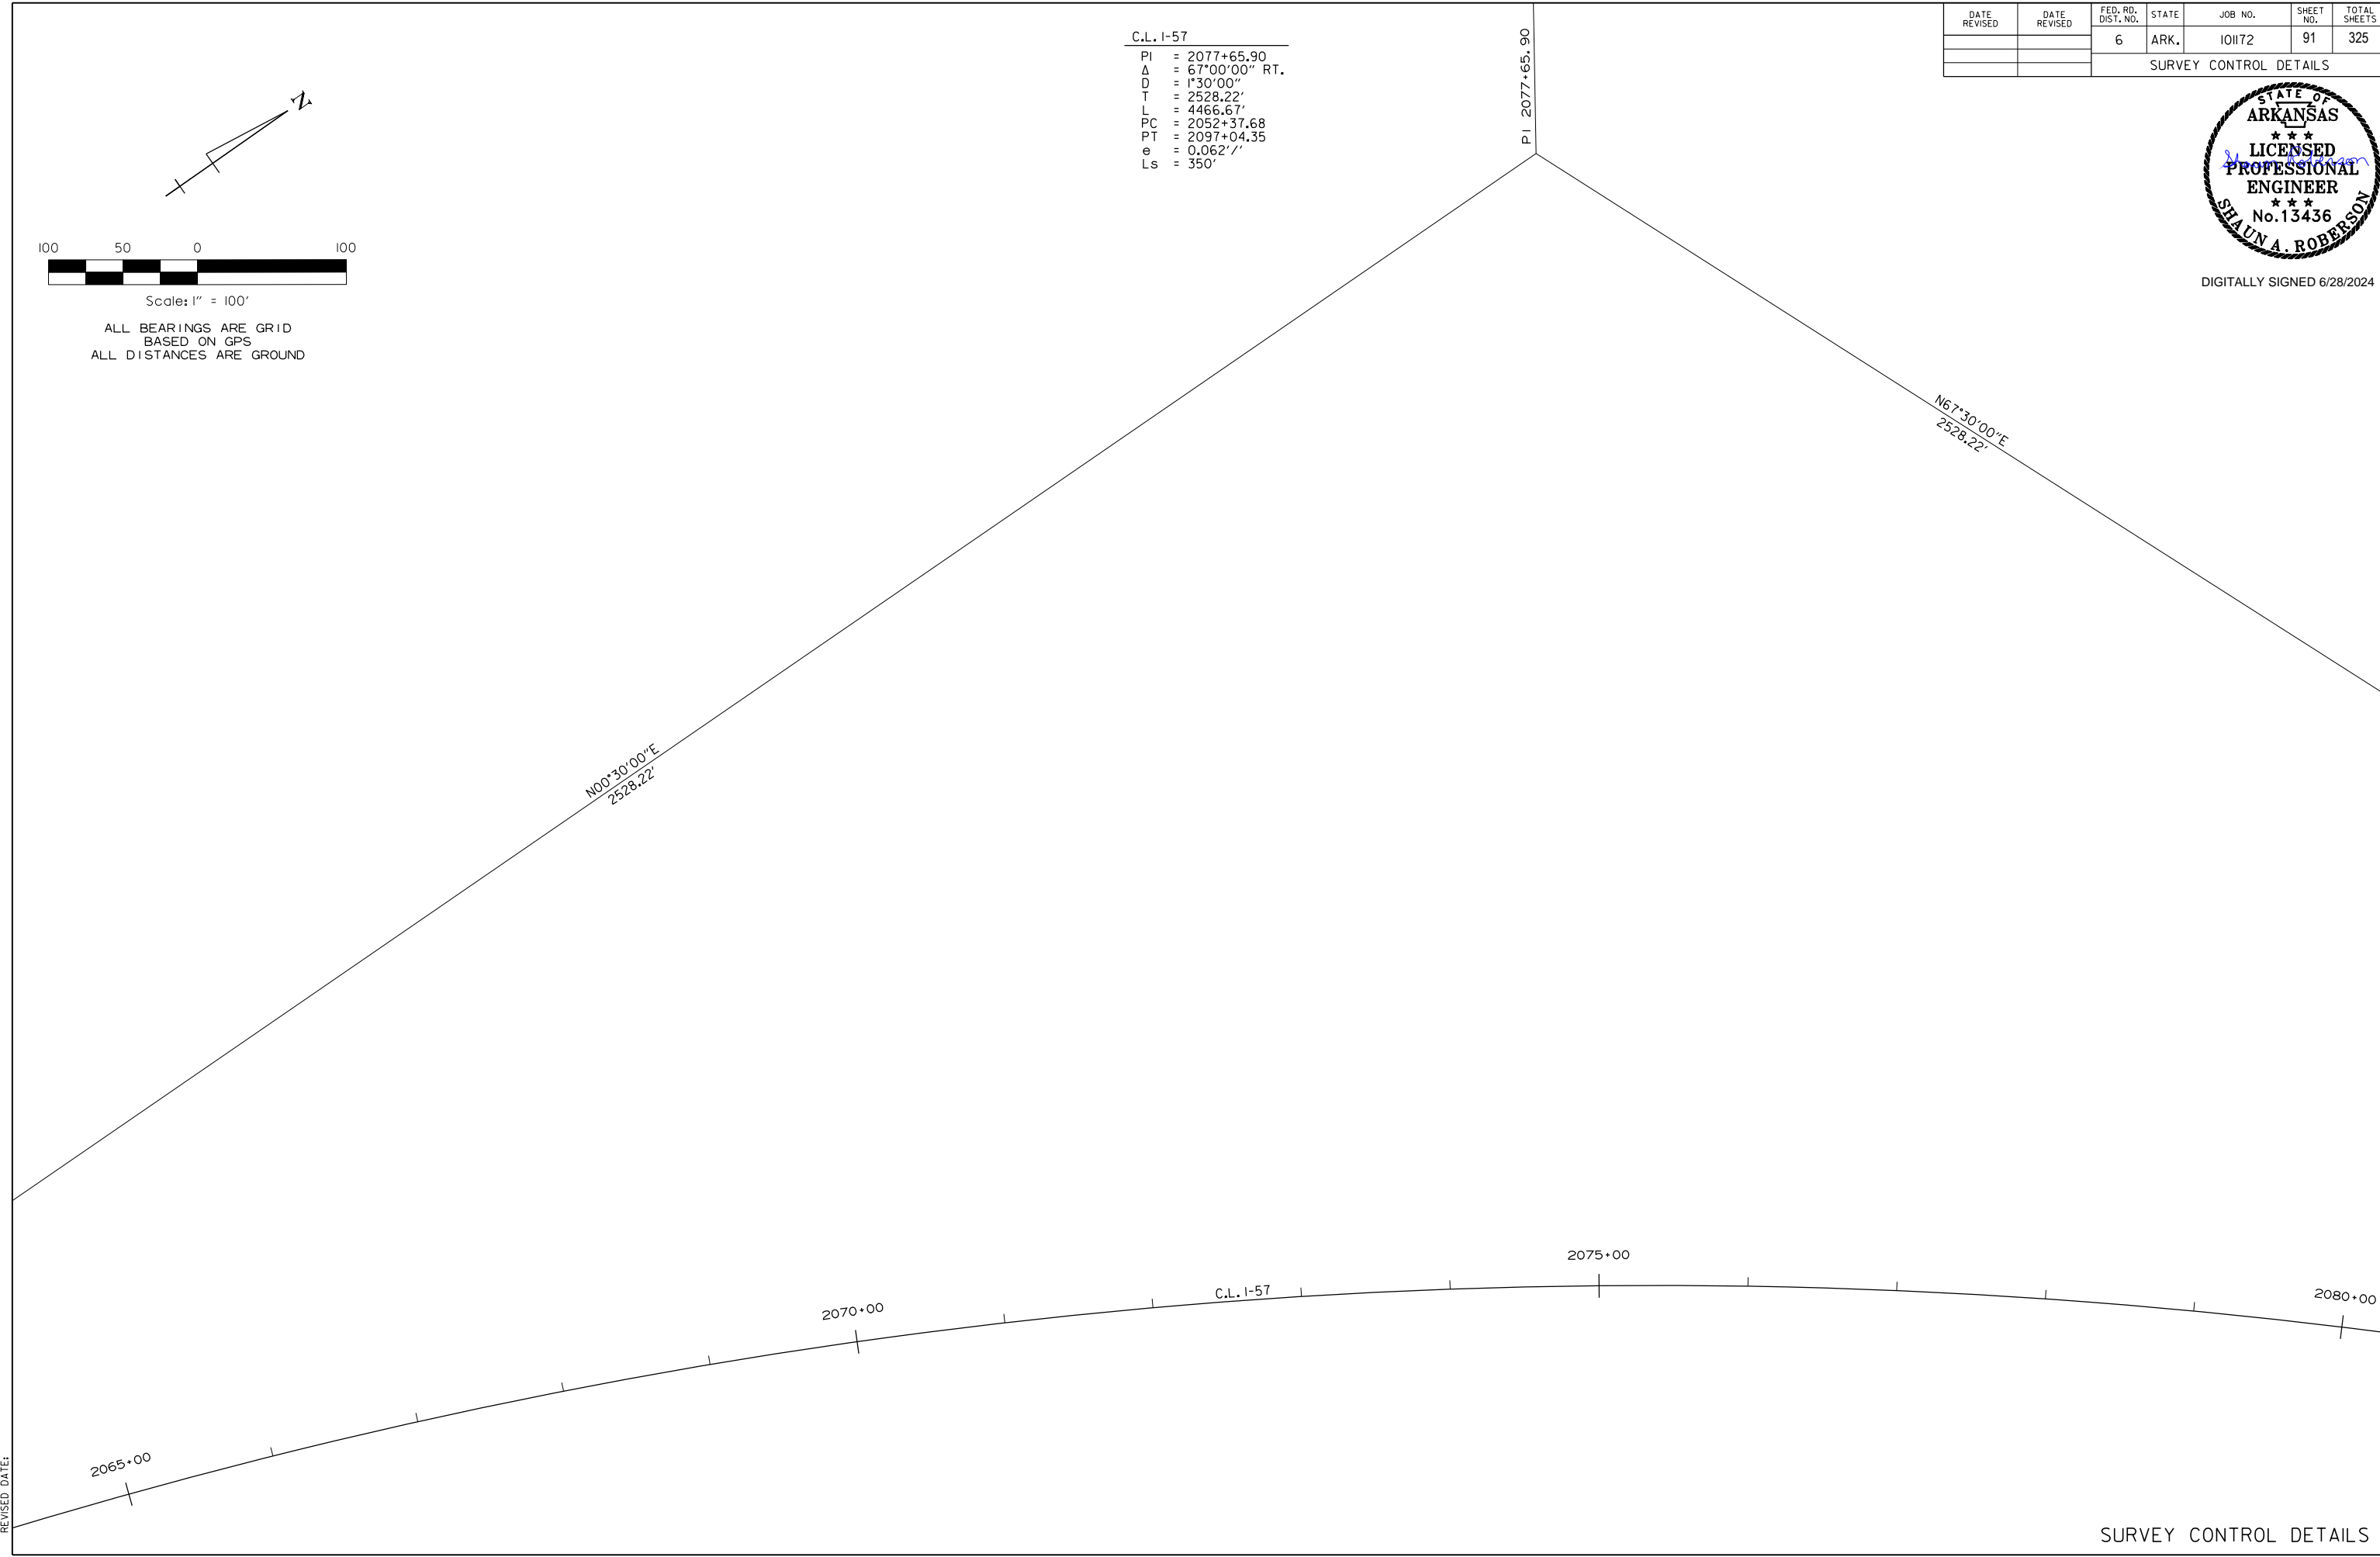 C.L. I-57
PI = 2077+65.90
Δ = 67°00'00" RT.
D = 1°30'00"
T = 2528.22'
L = 4466.67'
PC = 2052+37.68
PT = 2097+04.35
e = 0.062'/'
Ls = 350'
PI 2077+65.90
DATE REVISED
DATE REVISED
FED. RD. DIST. NO.
STATE
JOB NO.
SHEET NO.
TOTAL SHEETS
6 ARK. 101172 91 325
SURVEY CONTROL DETAILS
STATE OF
ARKANSAS
★ ★ ★
LICENSED
Shaun Roberson
PROFESSIONAL
ENGINEER
★ ★ ★
No.13436
SHAUN A. ROBERSON
DIGITALLY SIGNED 6/28/2024
N
100 50 0 100
Scale: 1" = 100'
ALL BEARINGS ARE GRID
BASED ON GPS
ALL DISTANCES ARE GROUND
N67°30'00"E
2528.22'
N00°30'00"E
2528.22'
2065+00
2070+00
C.L. I-57
2075+00
2080+00
REVISED DATE:
SURVEY CONTROL DETAILS